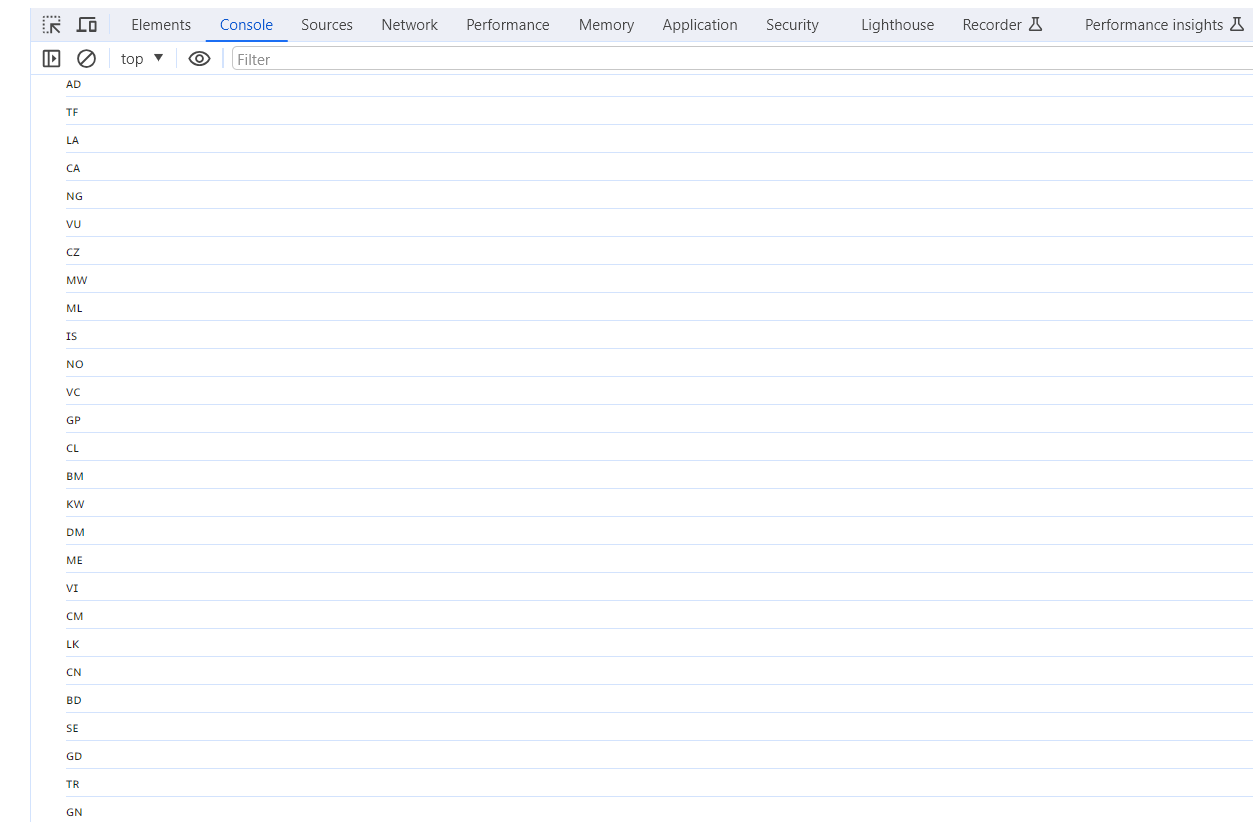 Elements Console Sources Network Performance Memory Application Security Lighthouse Recorder Performance insights
top ▼ Filter
AD
TF
LA
CA
NG
VU
CZ
MW
ML
IS
NO
VC
GP
CL
BM
KW
DM
ME
VI
CM
LK
CN
BD
SE
GD
TR
GN